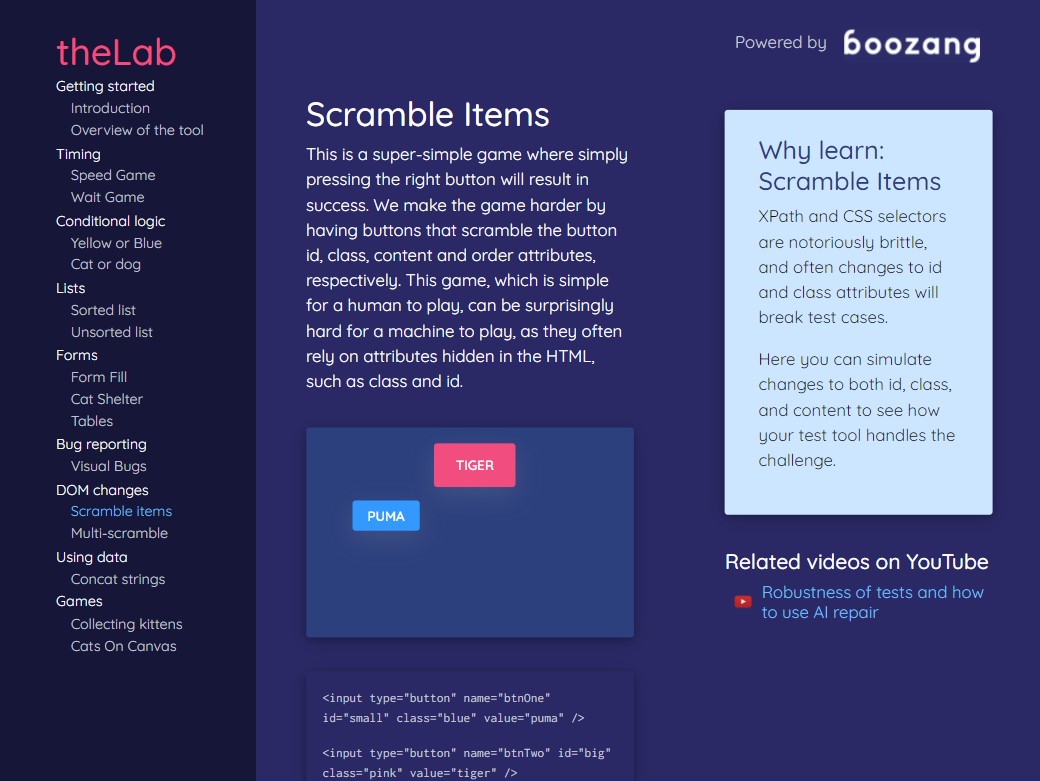 theLab
Getting started
Introduction
Overview of the tool
Timing
Speed Game
Wait Game
Conditional logic
Yellow or Blue
Cat or dog
Lists
Sorted list
Unsorted list
Forms
Form Fill
Cat Shelter
Tables
Bug reporting
Visual Bugs
DOM changes
Scramble items
Multi-scramble
Using data
Concat strings
Games
Collecting kittens
Cats On Canvas
Powered by boozang
Scramble Items
This is a super-simple game where simply
pressing the right button will result in
success. We make the game harder by
having buttons that scramble the button
id, class, content and order attributes,
respectively. This game, which is simple
for a human to play, can be surprisingly
hard for a machine to play, as they often
rely on attributes hidden in the HTML,
such as class and id.
TIGER
PUMA
<input type="button" name="btnOne"
id="small" class="blue" value="puma" />
<input type="button" name="btnTwo" id="big"
class="pink" value="tiger" />
Why learn:
Scramble Items
XPath and CSS selectors
are notoriously brittle,
and often changes to id
and class attributes will
break test cases.
Here you can simulate
changes to both id, class,
and content to see how
your test tool handles the
challenge.
Related videos on YouTube
Robustness of tests and how
to use AI repair